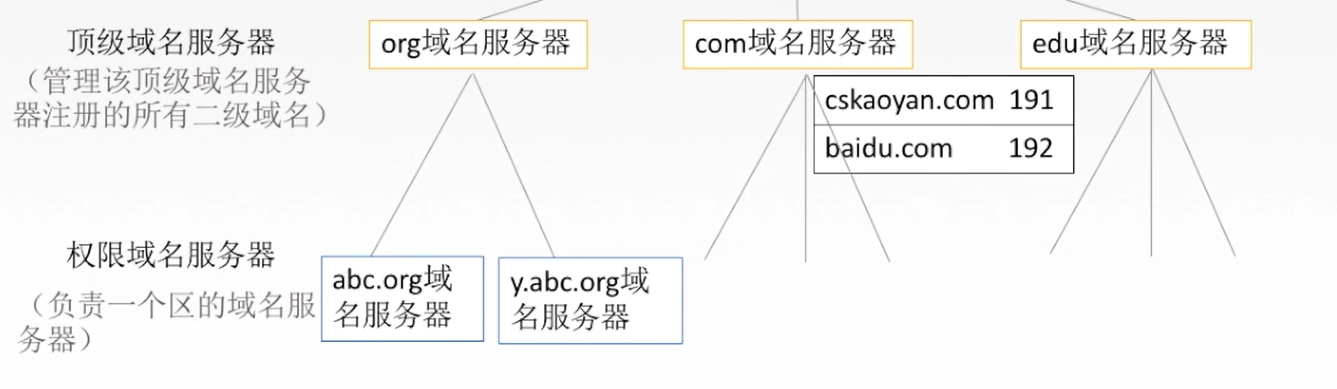 顶级域名服务器
（管理该顶级域名服务
器注册的所有二级域名）
org域名服务器
com域名服务器
edu域名服务器
cskaoyan.com 191
baidu.com 192
权限域名服务器
（负责一个区的域名服
务器）
abc.org域
名服务器
y.abc.org域
名服务器